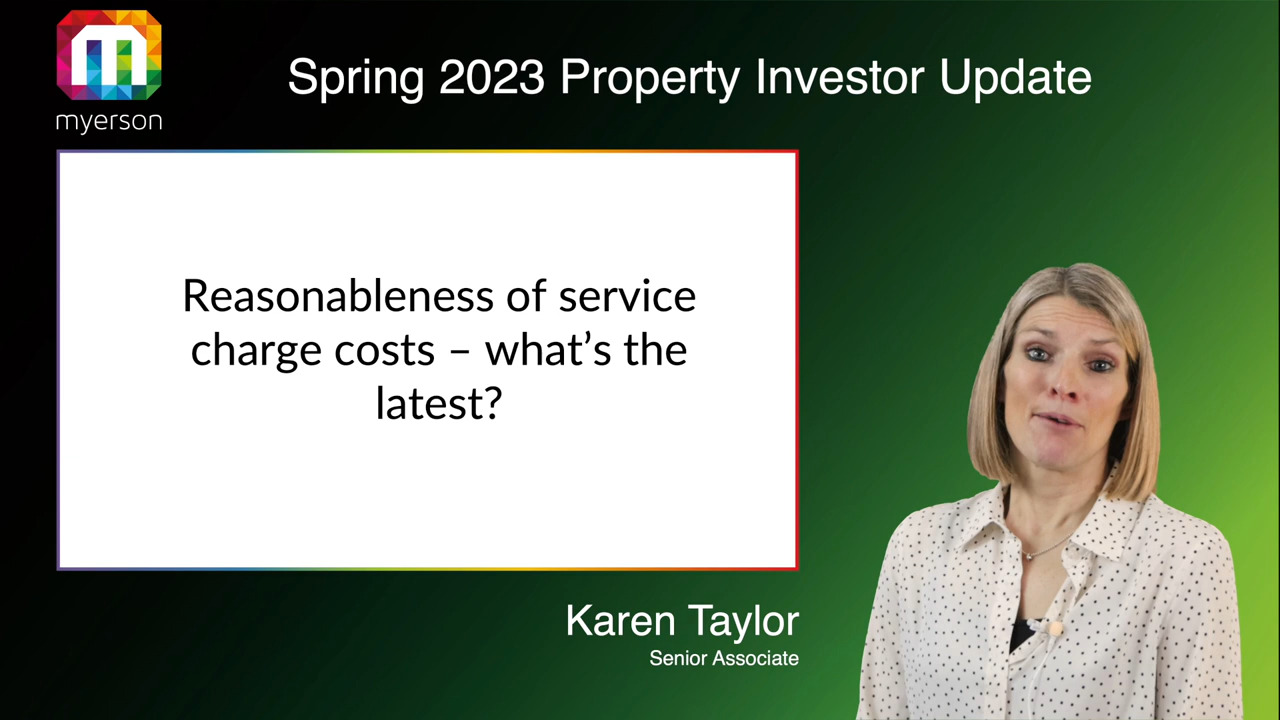 myerson
Spring 2023 Property Investor Update
Reasonableness of service
charge costs – what’s the
latest?
Karen Taylor
Senior Associate